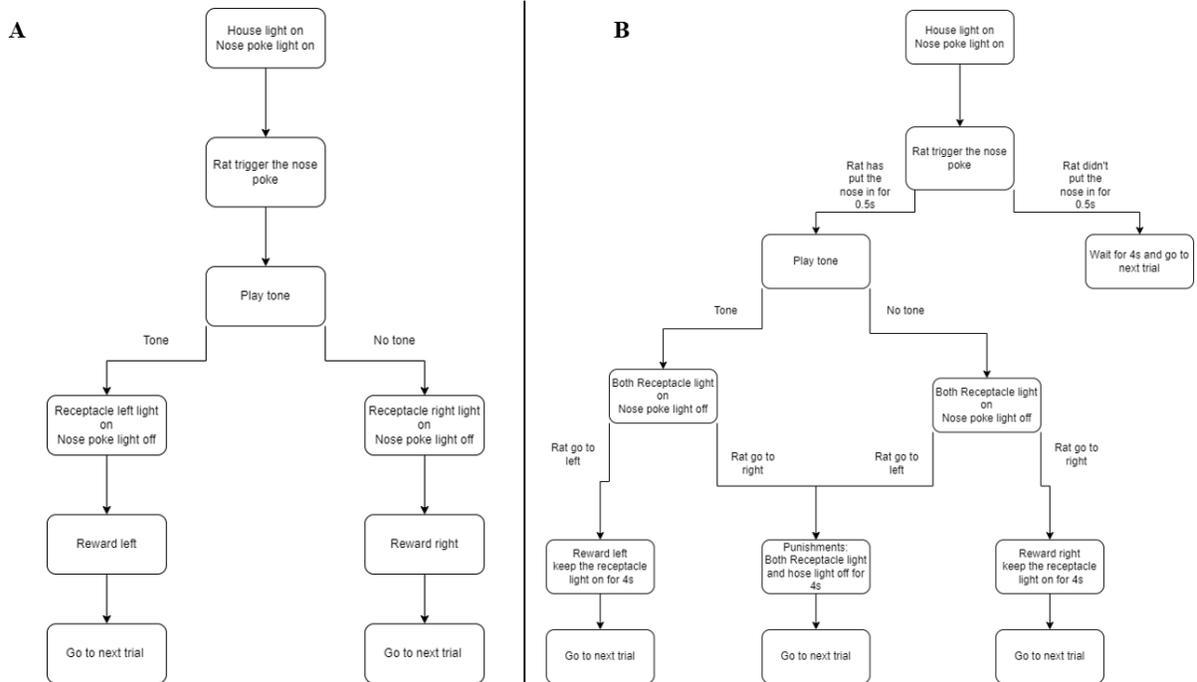 A
House light on
Nose poke light on
Rat trigger the nose
poke
Play tone
Tone
No tone
Receptacle left light
on
Nose poke light off
Receptacle right light
on
Nose poke light off
Reward left
Reward right
Go to next trial
Go to next trial
B
House light on
Nose poke light on
Rat trigger the nose
poke
Rat has
put the
nose in for
0.5s
Rat didn't
put the
nose in for
0.5s
Play tone
Wait for 4s and go to
next trial
Tone
No tone
Both Receptacle light
on
Nose poke light off
Both Receptacle light
on
Nose poke light off
Rat go to
left
Rat go to
right
Rat go to
left
Rat go to
right
Reward left
keep the receptacle
light on for 4s
Punishments:
Both Receptacle light
and hose light off for
4s
Reward right
keep the receptacle
light on for 4s
Go to next trial
Go to next trial
Go to next trial